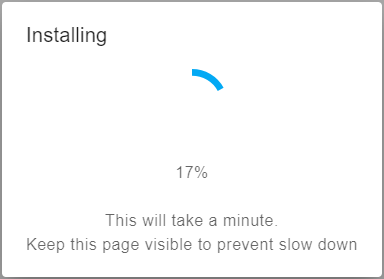 Installing
17%
This will take a minute.
Keep this page visible to prevent slow down